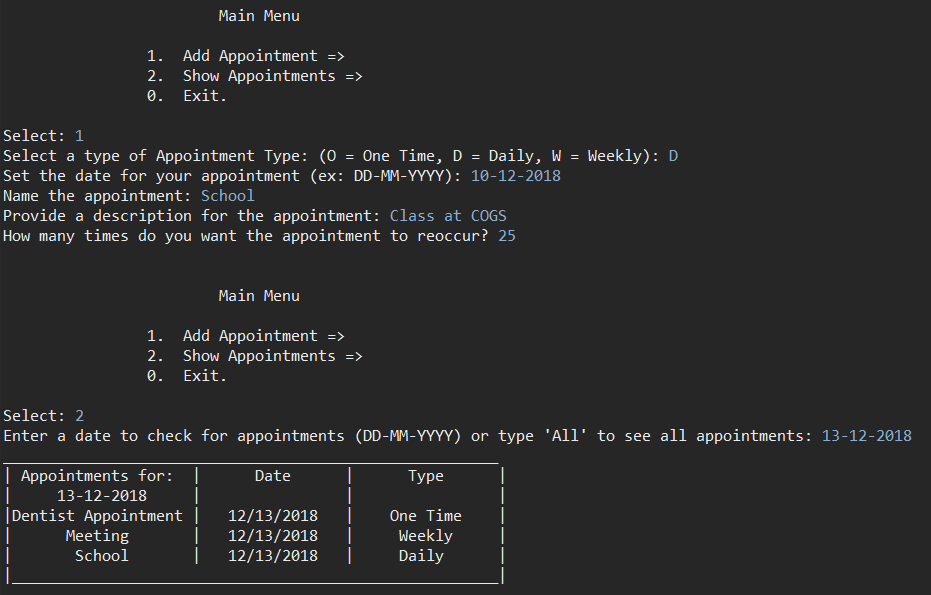 Main Menu
1. Add Appointment =>
2. Show Appointments =>
0. Exit.
Select: 1
Select a type of Appointment Type: (O = One Time, D = Daily, W = Weekly): D
Set the date for your appointment (ex: DD-MM-YYYY): 10-12-2018
Name the appointment: School
Provide a description for the appointment: Class at COGS
How many times do you want the appointment to reoccur? 25
Main Menu
1. Add Appointment =>
2. Show Appointments =>
0. Exit.
Select: 2
Enter a date to check for appointments (DD-MM-YYYY) or type 'All' to see all appointments: 13-12-2018
| Appointments for: | Date | Type |
| 13-12-2018 | | |
|Dentist Appointment | 12/13/2018 | One Time |
| Meeting | 12/13/2018 | Weekly |
| School | 12/13/2018 | Daily |